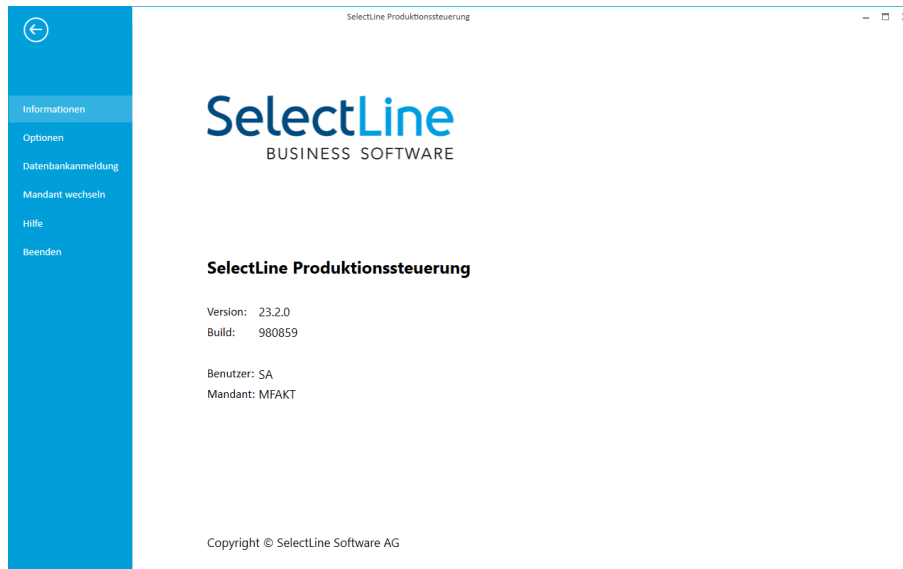 SelectLine Produktionssteuerung
Informationen
Optionen
Datenbankanmeldung
Mandant wechseln
Hilfe
Beenden
SelectLine
BUSINESS SOFTWARE
SelectLine Produktionssteuerung
Version: 23.2.0
Build: 980859
Benutzer: SA
Mandant: MFAKT
Copyright © SelectLine Software AG